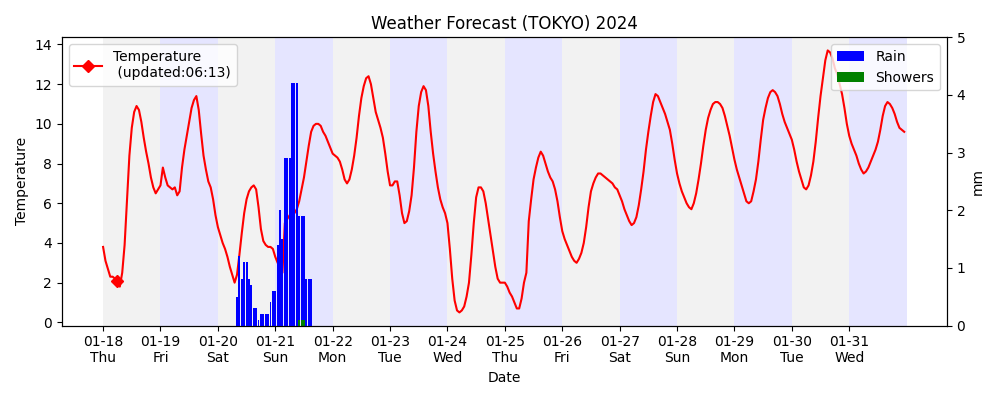 Weather Forecast (TOKYO) 2024
Temperature
(updated:06:13)
Rain
Showers
14
12
10
8
6
4
2
0
Temperature
5
4
3
2
1
0
mm
01-18 01-19 01-20 01-21 01-22 01-23 01-24 01-25 01-26 01-27 01-28 01-29 01-30 01-31
Thu Fri Sat Sun Mon Tue Wed Thu Fri Sat Sun Mon Tue Wed
Date